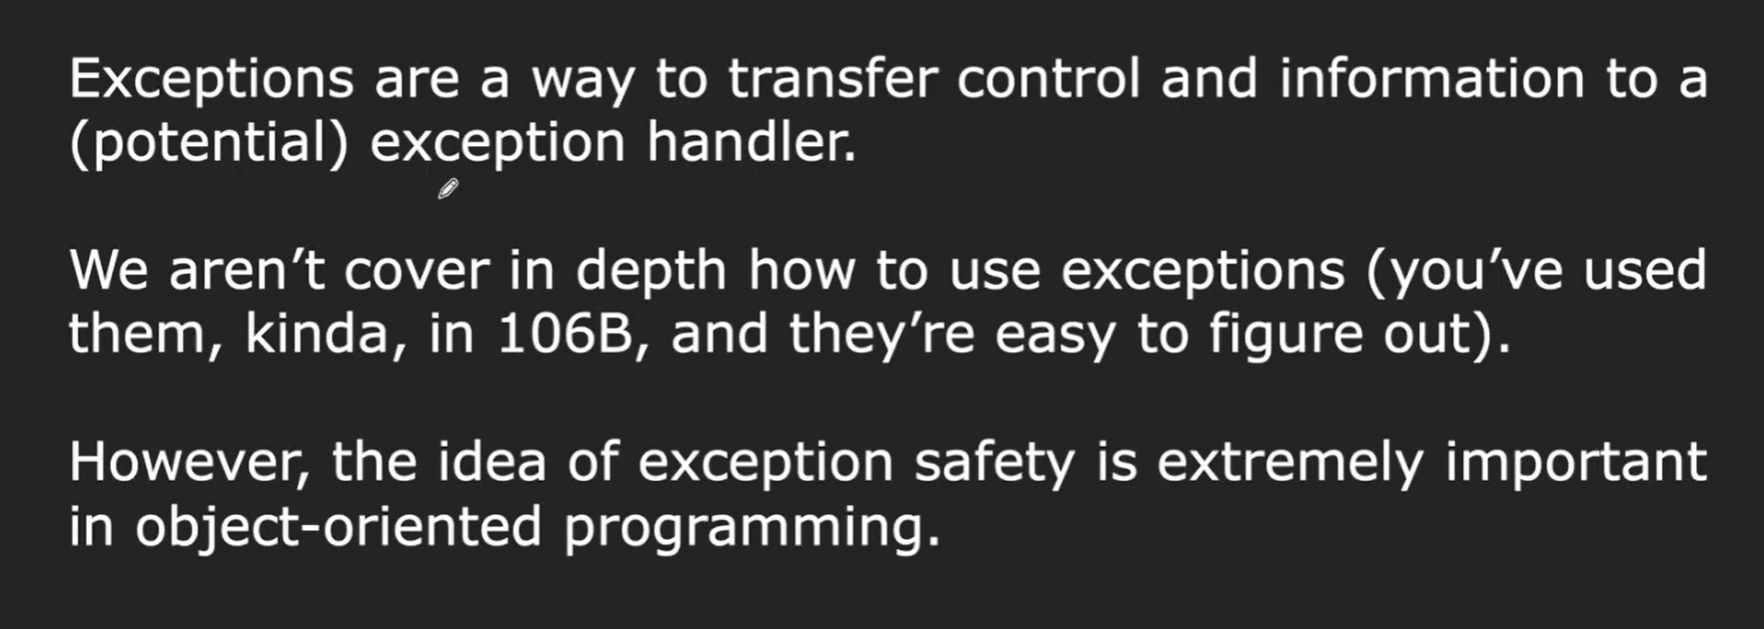 Exceptions are a way to transfer control and information to a
(potential) exception handler.
We aren’t cover in depth how to use exceptions (you’ve used
them, kinda, in 106B, and they’re easy to figure out).
However, the idea of exception safety is extremely important
in object-oriented programming.